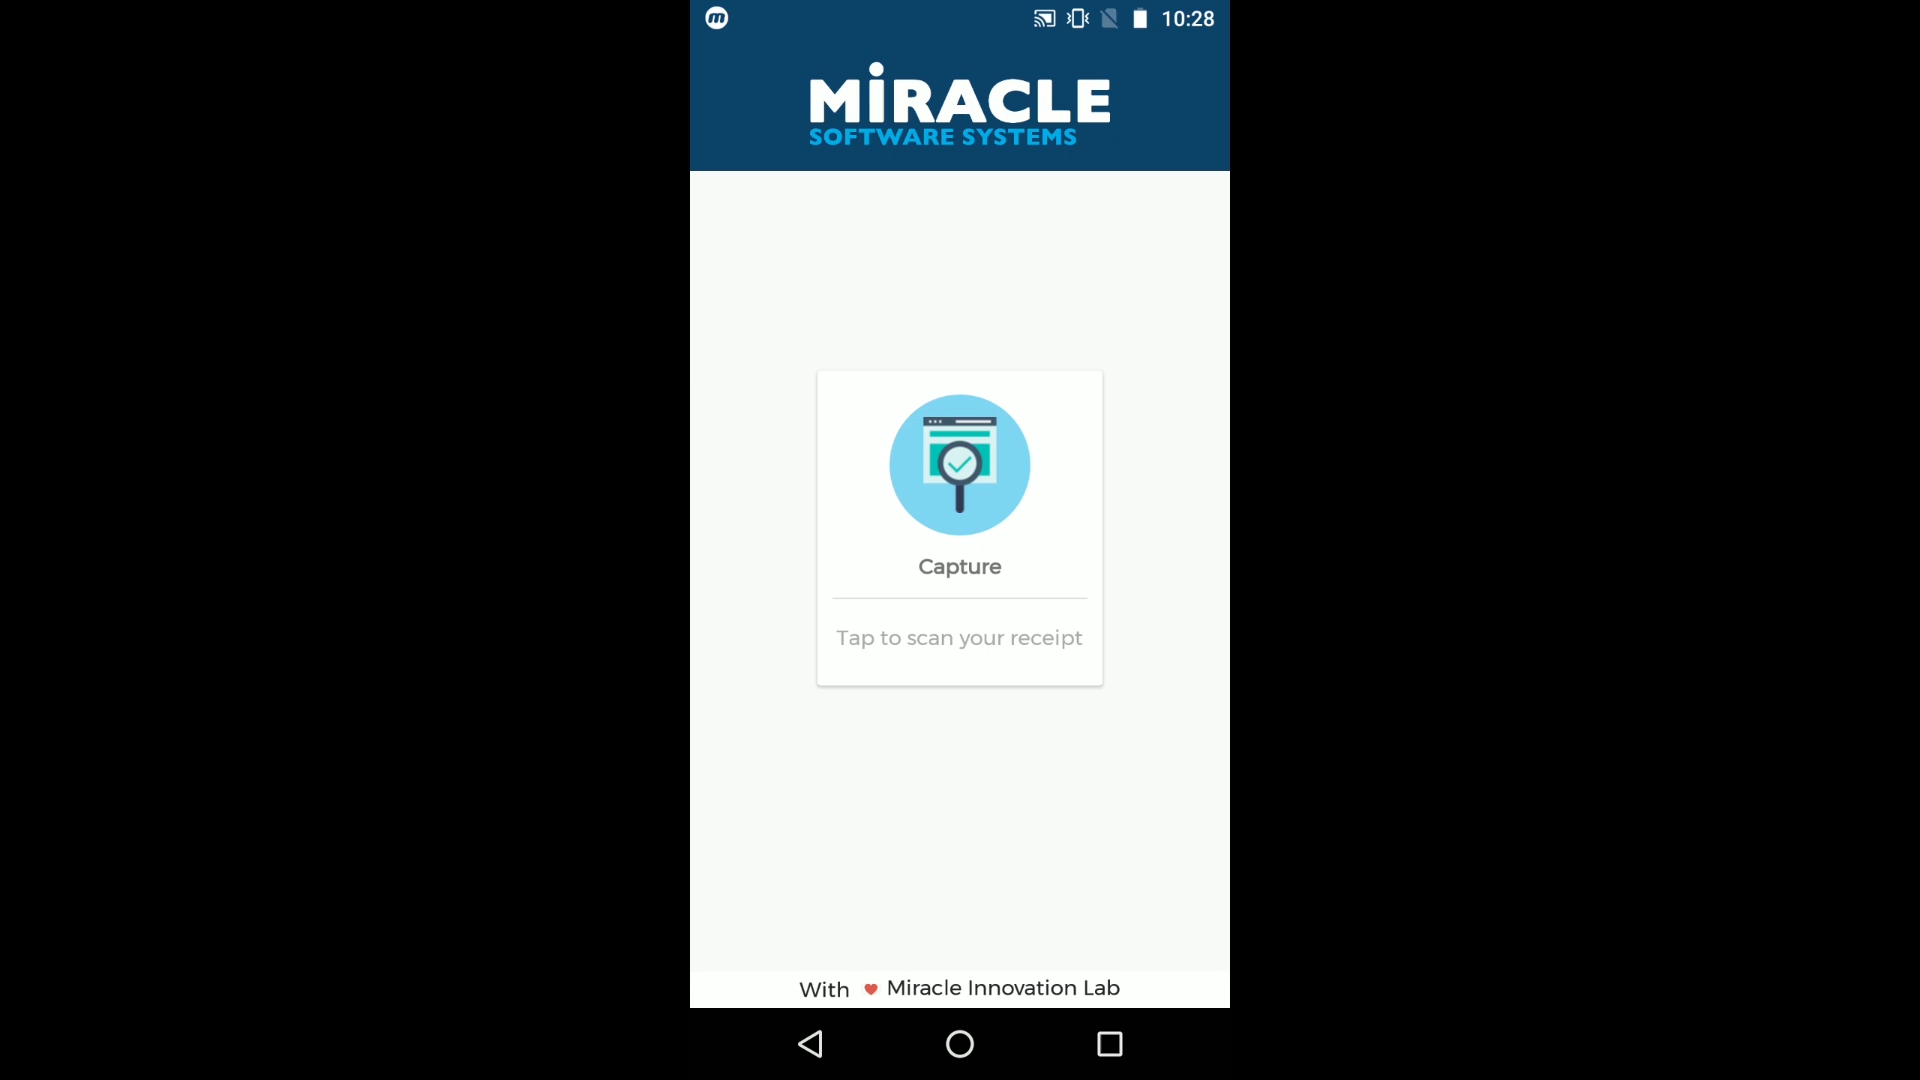 10:28
MiRACLE
SOFTWARE SYSTEMS
Capture
Tap to scan your receipt
With ♥ Miracle Innovation Lab